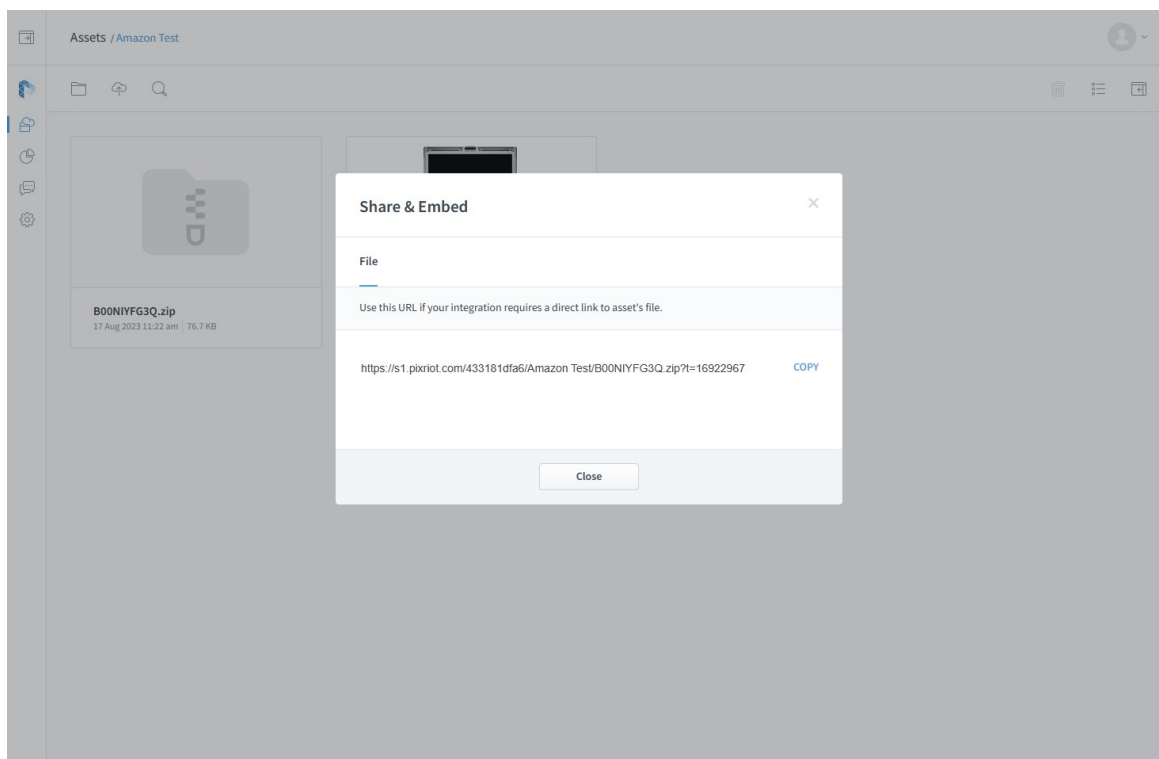 Assets / Amazon Test
Share & Embed
File
Use this URL if your integration requires a direct link to asset's file.
https://s1.pixriot.com/433181dfa6/Amazon Test/B00NIYFG3Q.zip?t=16922967
COPY
Close
B00NIYFG3Q.zip
17 Aug 2023 11:22 am | 76.7 KB